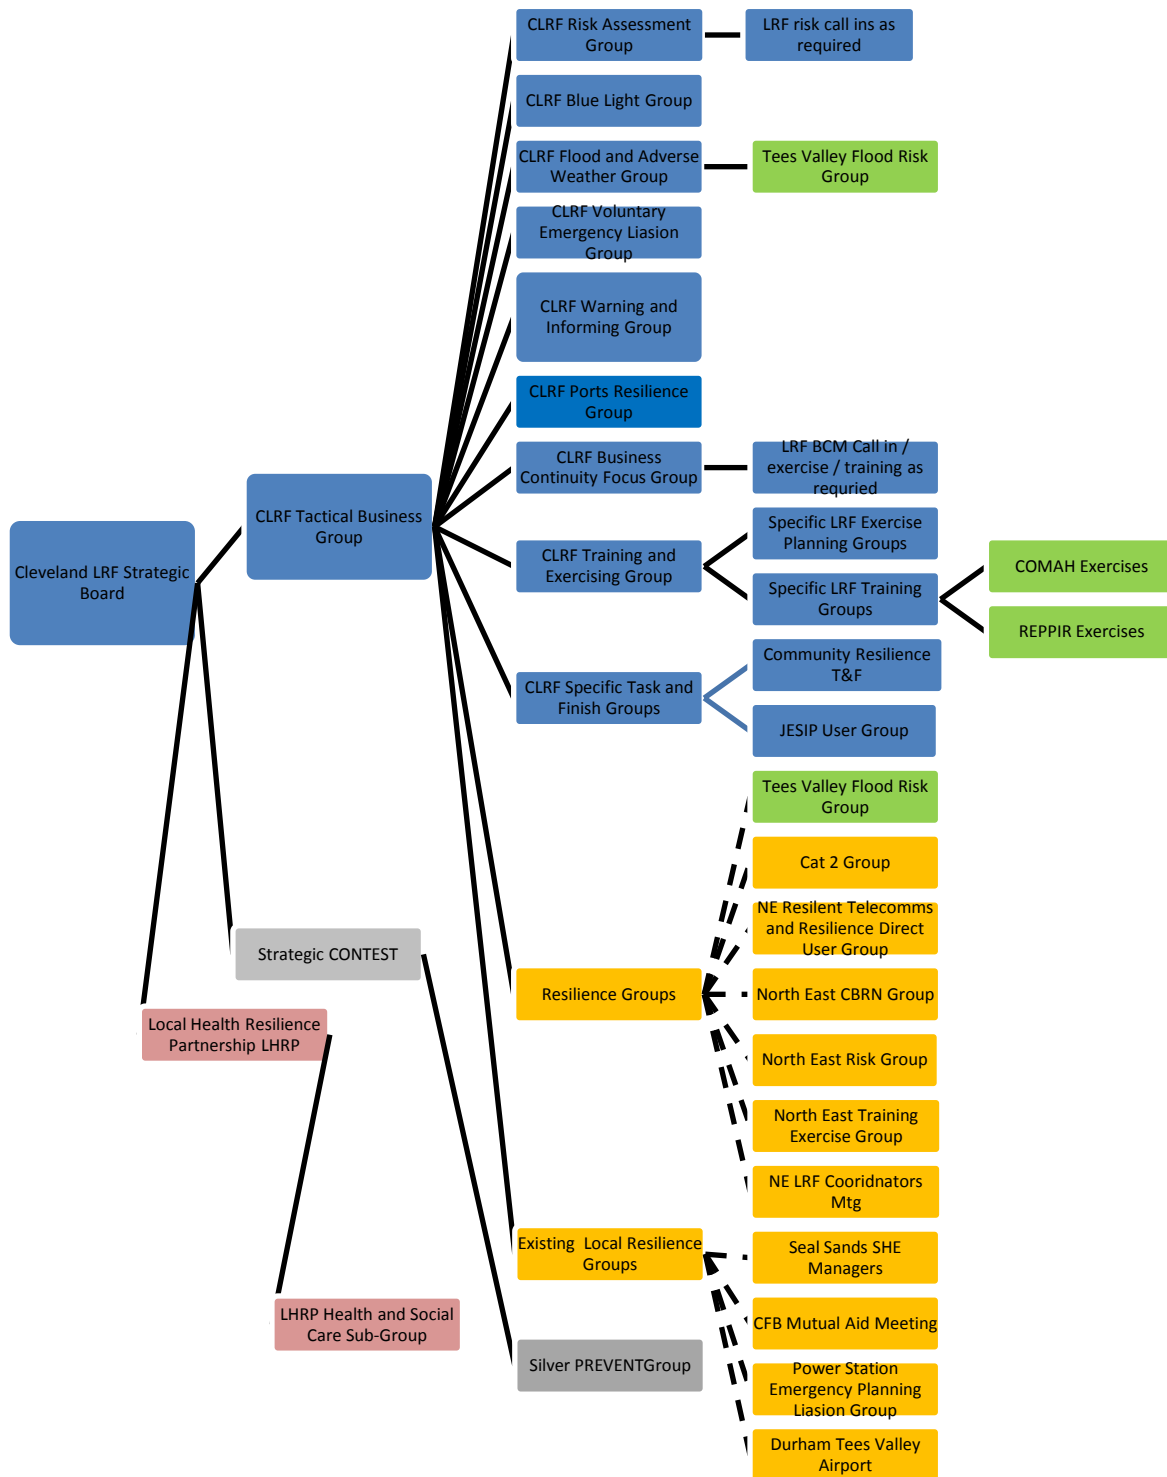 CLRF Risk Assessment
Group
LRF risk call ins as
required
CLRF Blue Light Group
CLRF Flood and Adverse
Weather Group
Tees Valley Flood Risk
Group
CLRF Voluntary
Emergency Liasion
Group
CLRF Warning and
Informing Group
CLRF Ports Resilience
Group
CLRF Business
Continuity Focus Group
LRF BCM Call in /
exercise / training as
requried
CLRF Tactical Business
Group
Cleveland LRF Strategic
Board
CLRF Training and
Exercising Group
Specific LRF Exercise
Planning Groups
Specific LRF Training
Groups
COMAH Exercises
REPPIR Exercises
CLRF Specific Task and
Finish Groups
Community Resilience
T&F
JESIP User Group
Tees Valley Flood Risk
Group
Cat 2 Group
NE Resilent Telecomms
and Resilience Direct
User Group
Strategic CONTEST
Resilience Groups
North East CBRN Group
Local Health Resilience
Partnership LHRP
North East Risk Group
North East Training
Exercise Group
NE LRF Cooridnators
Mtg
Existing  Local Resilience
Groups
Seal Sands SHE
Managers
LHRP Health and Social
Care Sub-Group
CFB Mutual Aid Meeting
Silver PREVENTGroup
Power Station
Emergency Planning
Liasion Group
Durham Tees Valley
Airport